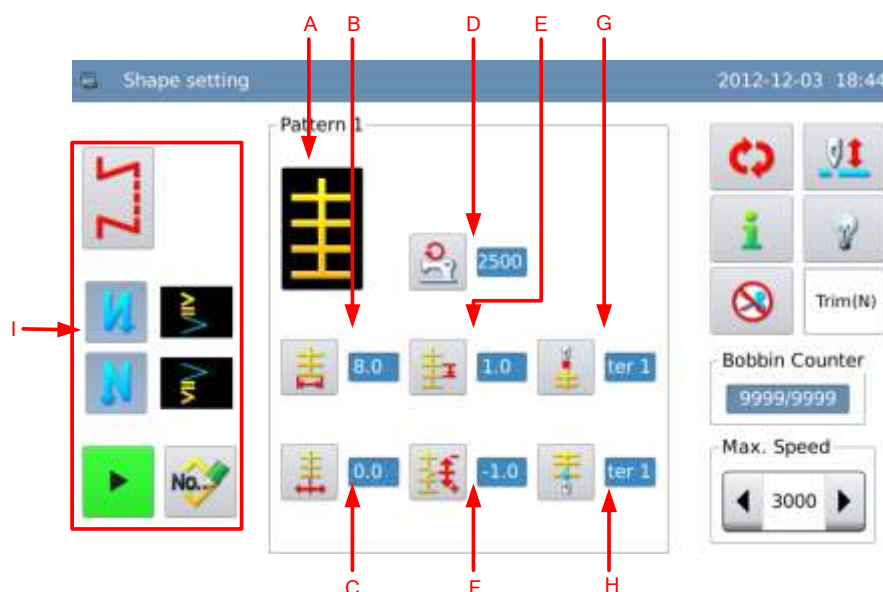 A B D E G
Shape setting 2012-12-03 18:44
Pattern 1
2500
Trim(N)
I
8.0 1.0 ter 1
Bobbin Counter
9999/9999
Max. Speed
No... 0.0 -1.0 ter 1
3000
C F H